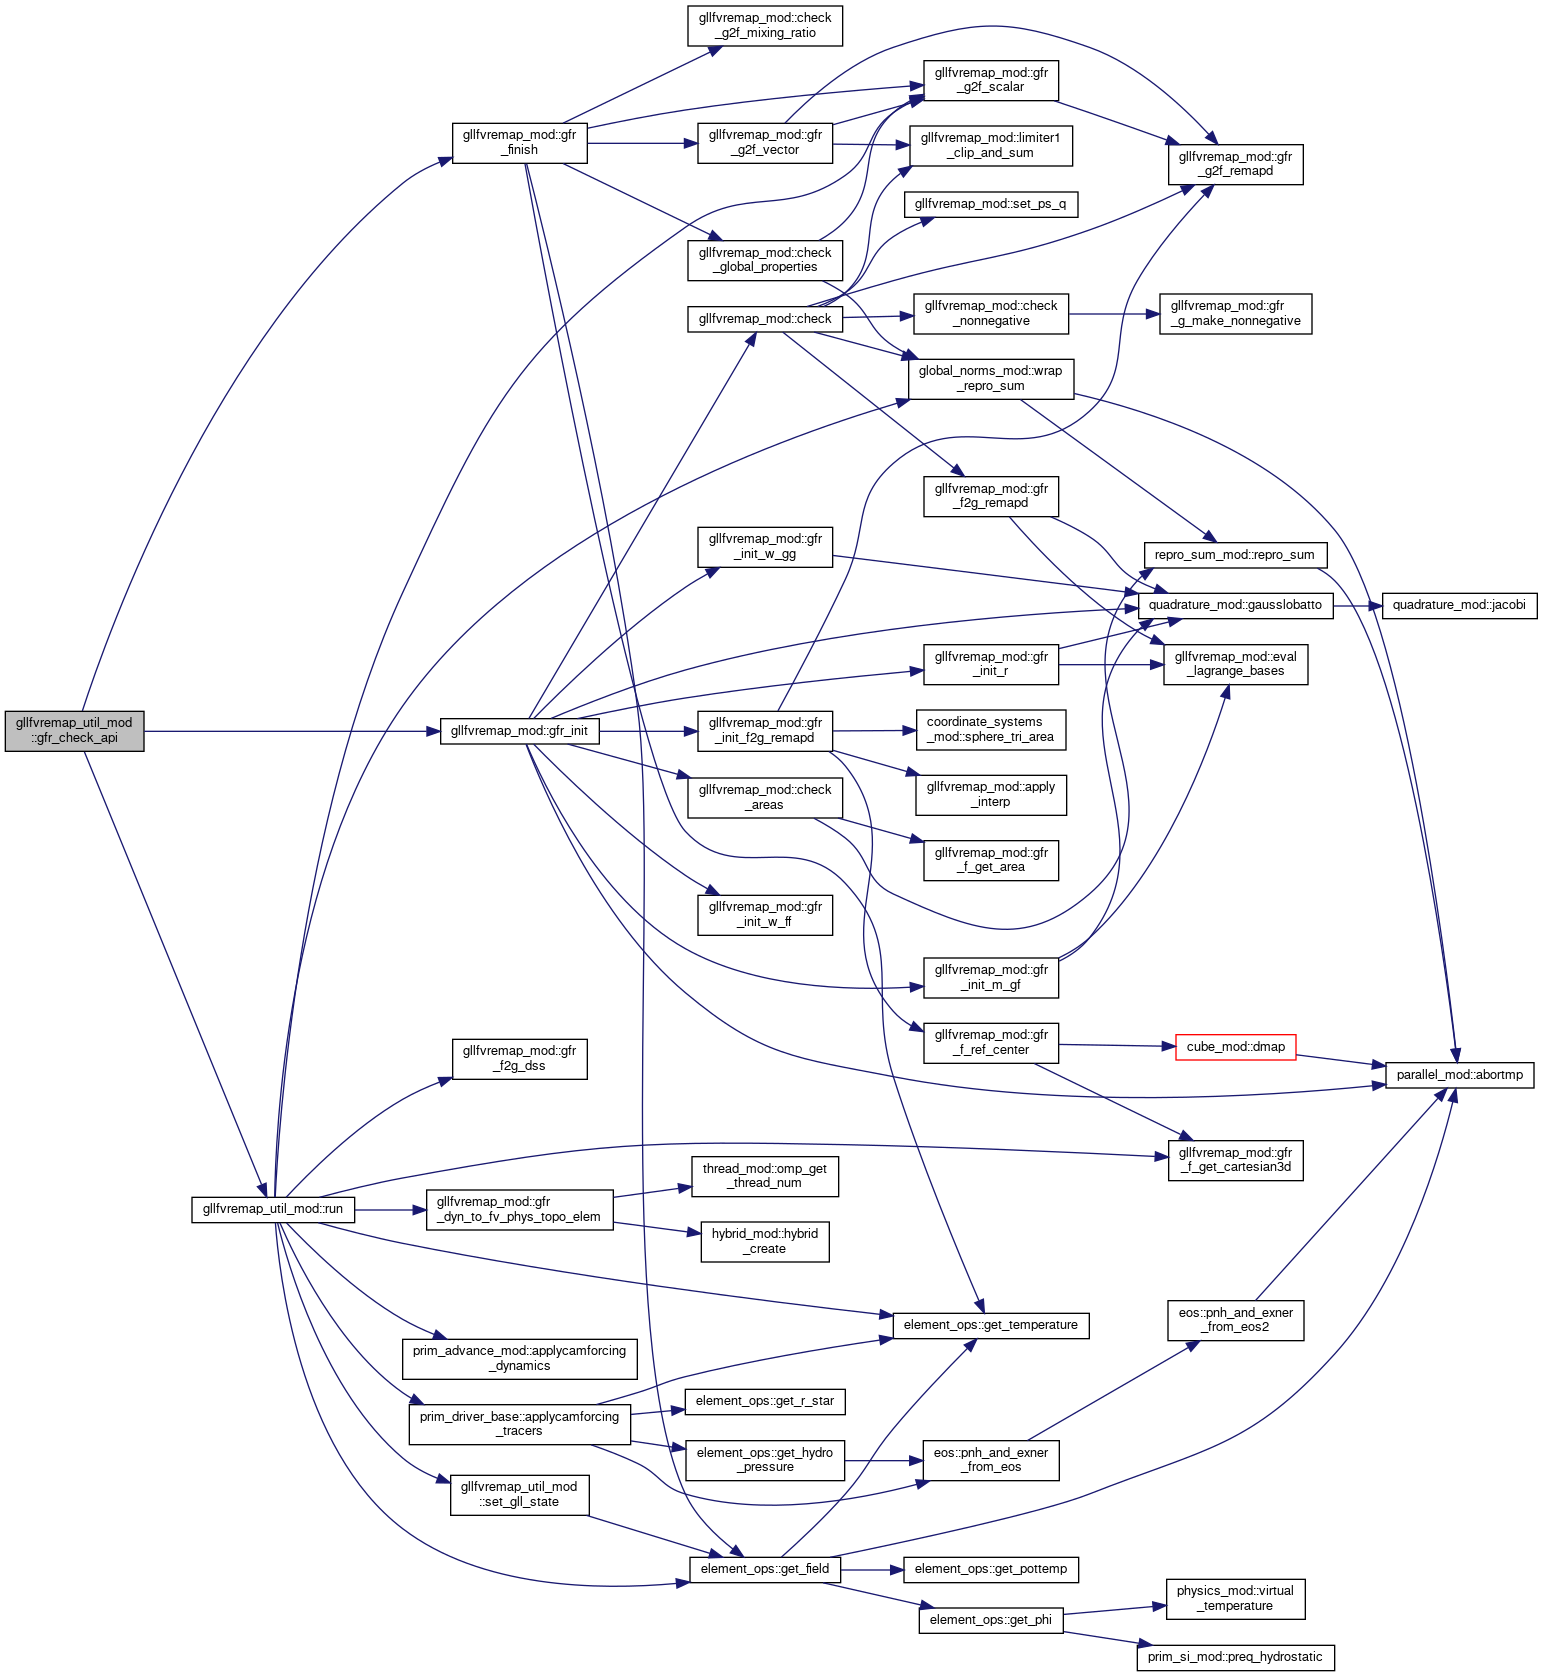 gllfvremap_mod::check
_g2f_mixing_ratio
gllfvremap_mod::gfr
_g2f_scalar
gllfvremap_mod::gfr
_finish
gllfvremap_mod::gfr
_g2f_vector
gllfvremap_mod::limiter1
_clip_and_sum
gllfvremap_mod::gfr
_g2f_remapd
gllfvremap_mod::set_ps_q
gllfvremap_mod::check
_global_properties
gllfvremap_mod::check
gllfvremap_mod::check
_nonnegative
gllfvremap_mod::gfr
_g_make_nonnegative
global_norms_mod::wrap
_repro_sum
gllfvremap_mod::gfr
_f2g_remapd
gllfvremap_mod::gfr
_init_w_gg
repro_sum_mod::repro_sum
quadrature_mod::gausslobatto
quadrature_mod::jacobi
gllfvremap_mod::gfr
_init_r
gllfvremap_mod::eval
_lagrange_bases
gllfvremap_util_mod
::gfr_check_api
gllfvremap_mod::gfr_init
gllfvremap_mod::gfr
_init_f2g_remapd
coordinate_systems
_mod::sphere_tri_area
gllfvremap_mod::check
_areas
gllfvremap_mod::apply
_interp
gllfvremap_mod::gfr
_f_get_area
gllfvremap_mod::gfr
_init_w_ff
gllfvremap_mod::gfr
_init_m_gf
gllfvremap_mod::gfr
_f_ref_center
cube_mod::dmap
parallel_mod::abortmp
gllfvremap_mod::gfr
_f2g_dss
gllfvremap_mod::gfr
_f_get_cartesian3d
thread_mod::omp_get
_thread_num
gllfvremap_util_mod::run
gllfvremap_mod::gfr
_dyn_to_fv_phys_topo_elem
hybrid_mod::hybrid
_create
element_ops::get_temperature
eos::pnh_and_exner
_from_eos2
prim_advance_mod::applycamforcing
_dynamics
element_ops::get_r_star
prim_driver_base::applycamforcing
_tracers
element_ops::get_hydro
_pressure
eos::pnh_and_exner
_from_eos
gllfvremap_util_mod
::set_gll_state
element_ops::get_field
element_ops::get_pottemp
element_ops::get_phi
physics_mod::virtual
_temperature
prim_si_mod::preq_hydrostatic